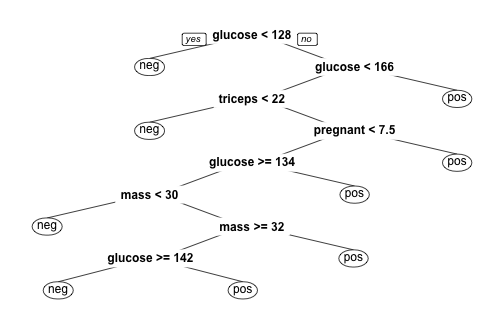 glucose < 128
yes
no
neg
glucose < 166
triceps < 22
pos
neg
pregnant < 7.5
glucose >= 134
pos
mass < 30
pos
neg
mass >= 32
glucose >= 142
pos
neg
pos